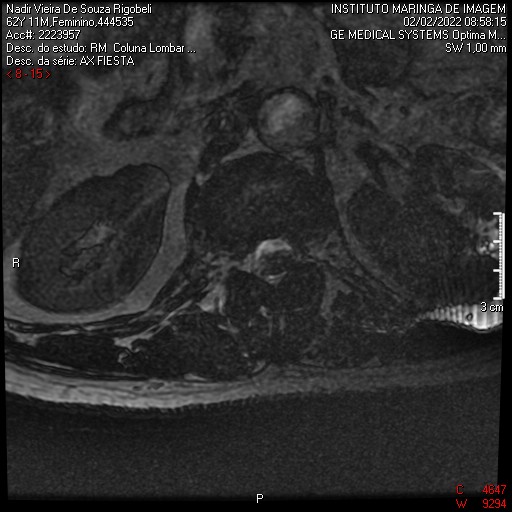 Nadir Vieira De Souza Rigobeli
62Y 11M,Feminino,444535
Acc#: 2223957
Desc. do estudo: RM  Coluna Lombar ...
Desc. da série: AX FIESTA
< 8 -15 >
INSTITUTO MARINGA DE IMAGEM
02/02/2022 08:58:15
GE MEDICAL SYSTEMS Optima M...
SW 1,00 mm
R
3 cm
P
C 4647
W 9294